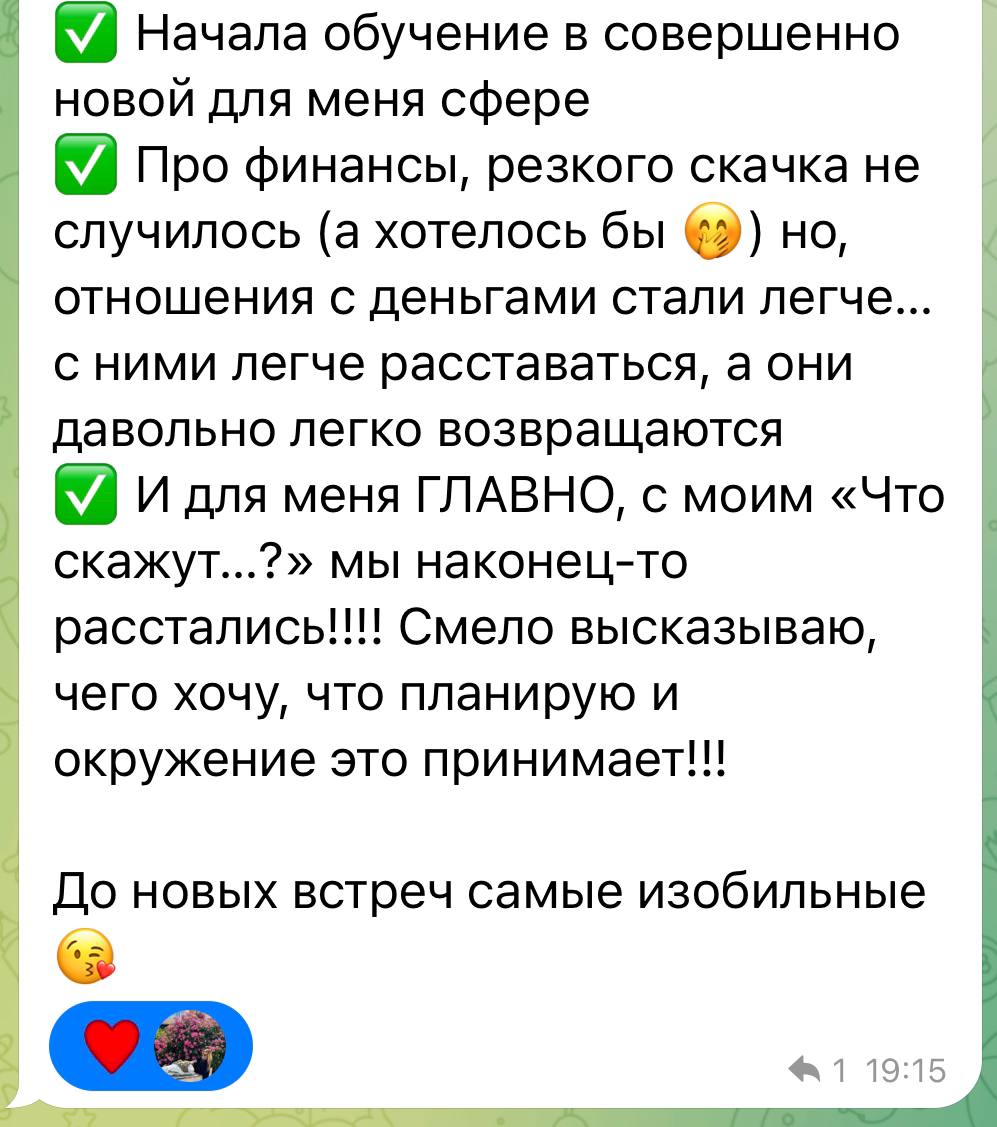 ✅ Начала обучение в совершенно
новой для меня сфере
✅ Про финансы, резкого скачка не
случилось (а хотелось бы 🤭) но,
отношения с деньгами стали легче...
с ними легче расставаться, а они
давольно легко возвращаются
✅ И для меня ГЛАВНО, с моим «Что
скажут...?» мы наконец-то
расстались!!!! Смело высказываю,
чего хочу, что планирую и
окружение это принимает!!!
До новых встреч самые изобильные
😘
1 19:15